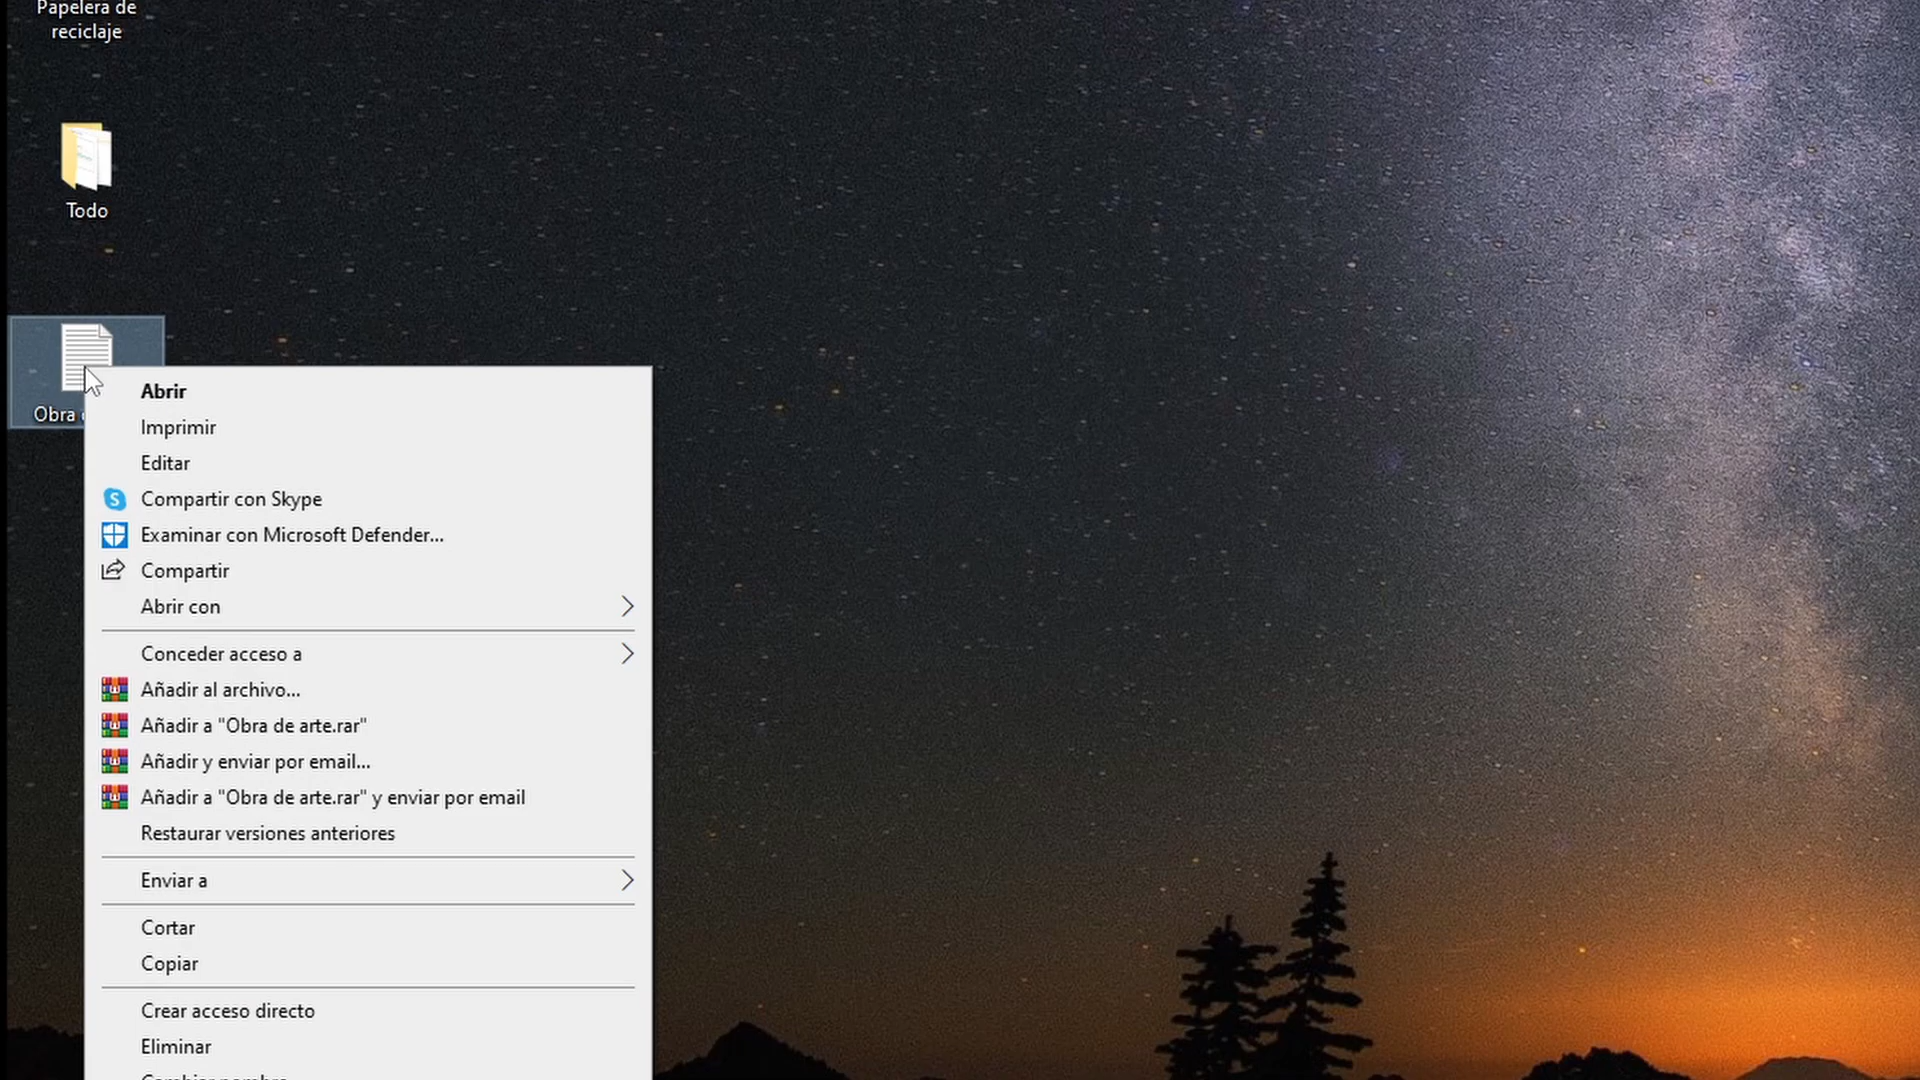 Papelera de
reciclaje
Todo
Obra
Abrir
Imprimir
Editar
Compartir con Skype
Examinar con Microsoft Defender...
Compartir
Abrir con
Conceder acceso a
Añadir al archivo...
Añadir a "Obra de arte.rar"
Añadir y enviar por email...
Añadir a "Obra de arte.rar" y enviar por email
Restaurar versiones anteriores
Enviar a
Cortar
Copiar
Crear acceso directo
Eliminar